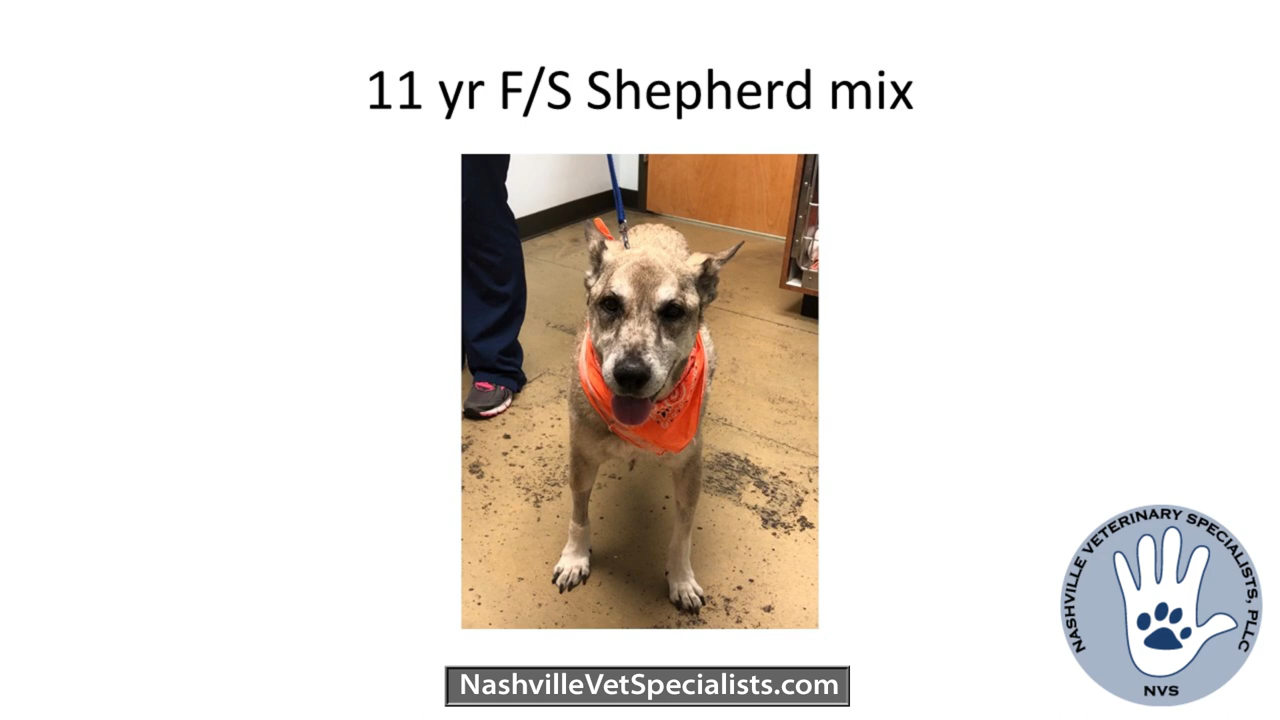 11 yr F/S Shepherd mix
NASHVILLE VETERINARY SPECIALISTS, PLLC
NVS
NashvilleVetSpecialists.com